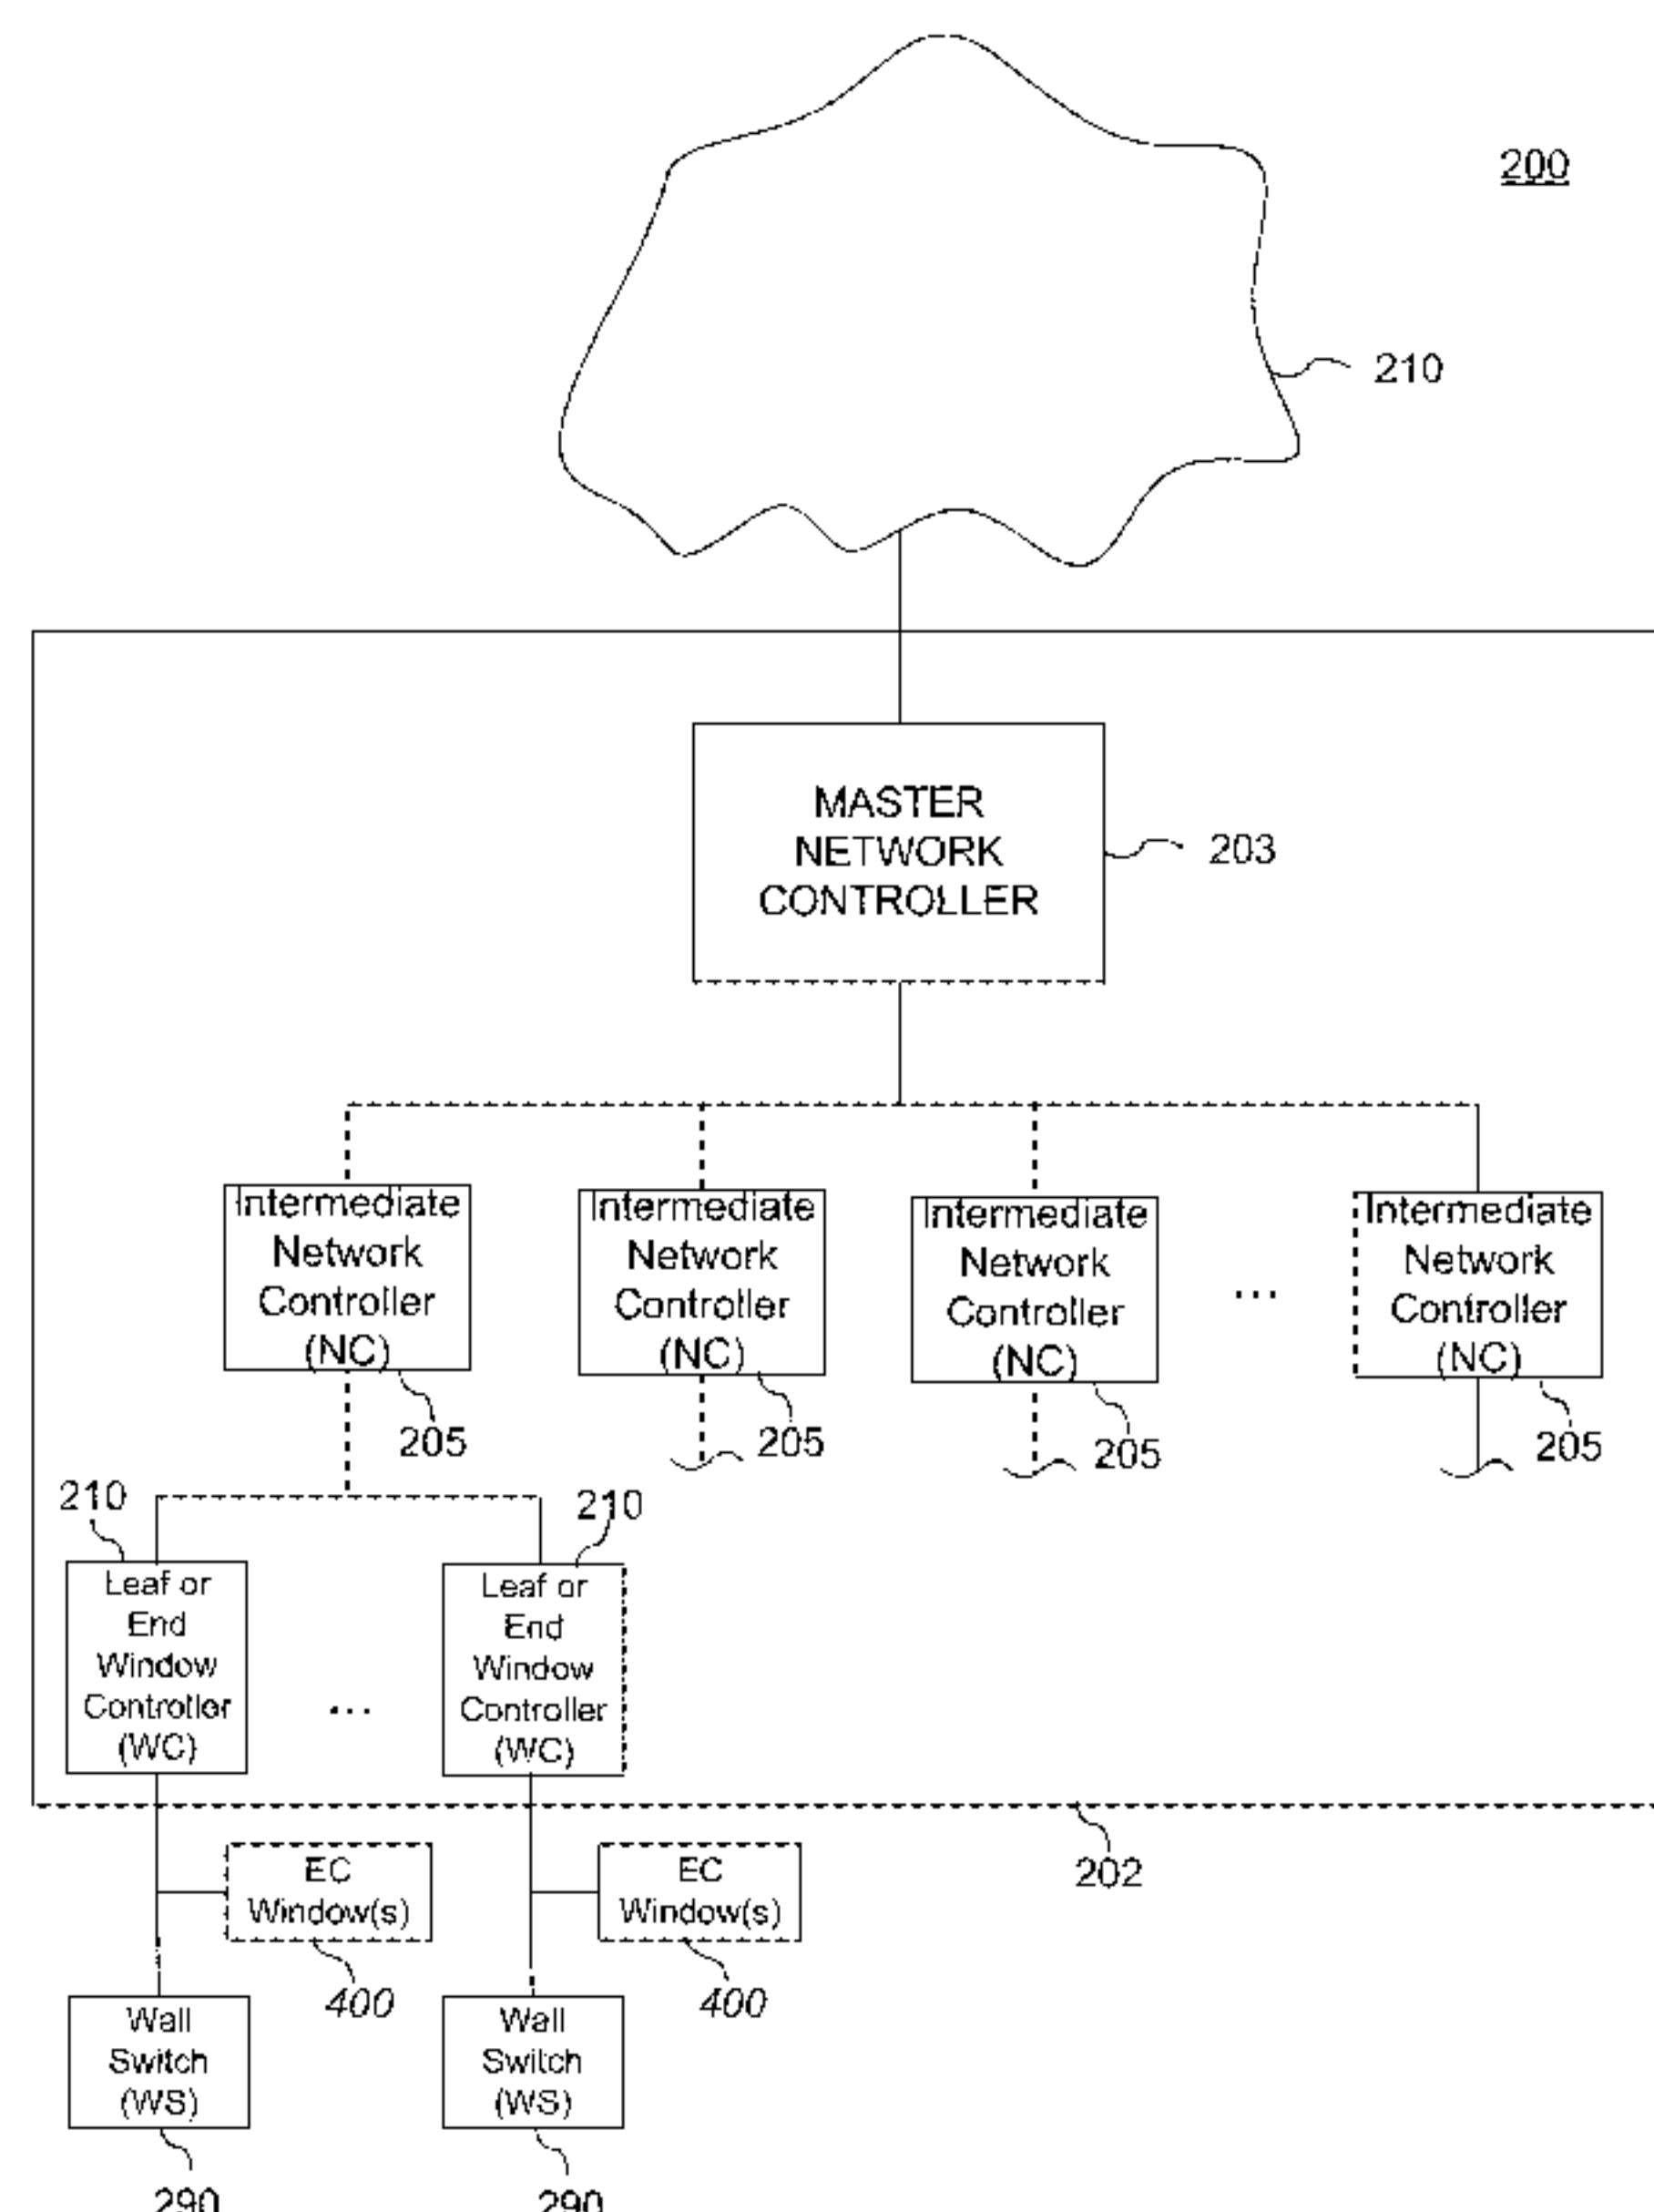 200
210
MASTER
NETWORK
CONTROLLER
203
Intermediate
Network
Controller
(NC)
205
Intermediate
Network
Controller
(NC)
205
Intermediate
Network
Controller
(NC)
205
...
Intermediate
Network
Controller
(NC)
205
210
Leaf or
End
Window
Controller
(WC)
...
210
Leaf or
End
Window
Controller
(WC)
202
EC
Window(s)
400
EC
Window(s)
400
Wall
Switch
(WS)
290
Wall
Switch
(WS)
290